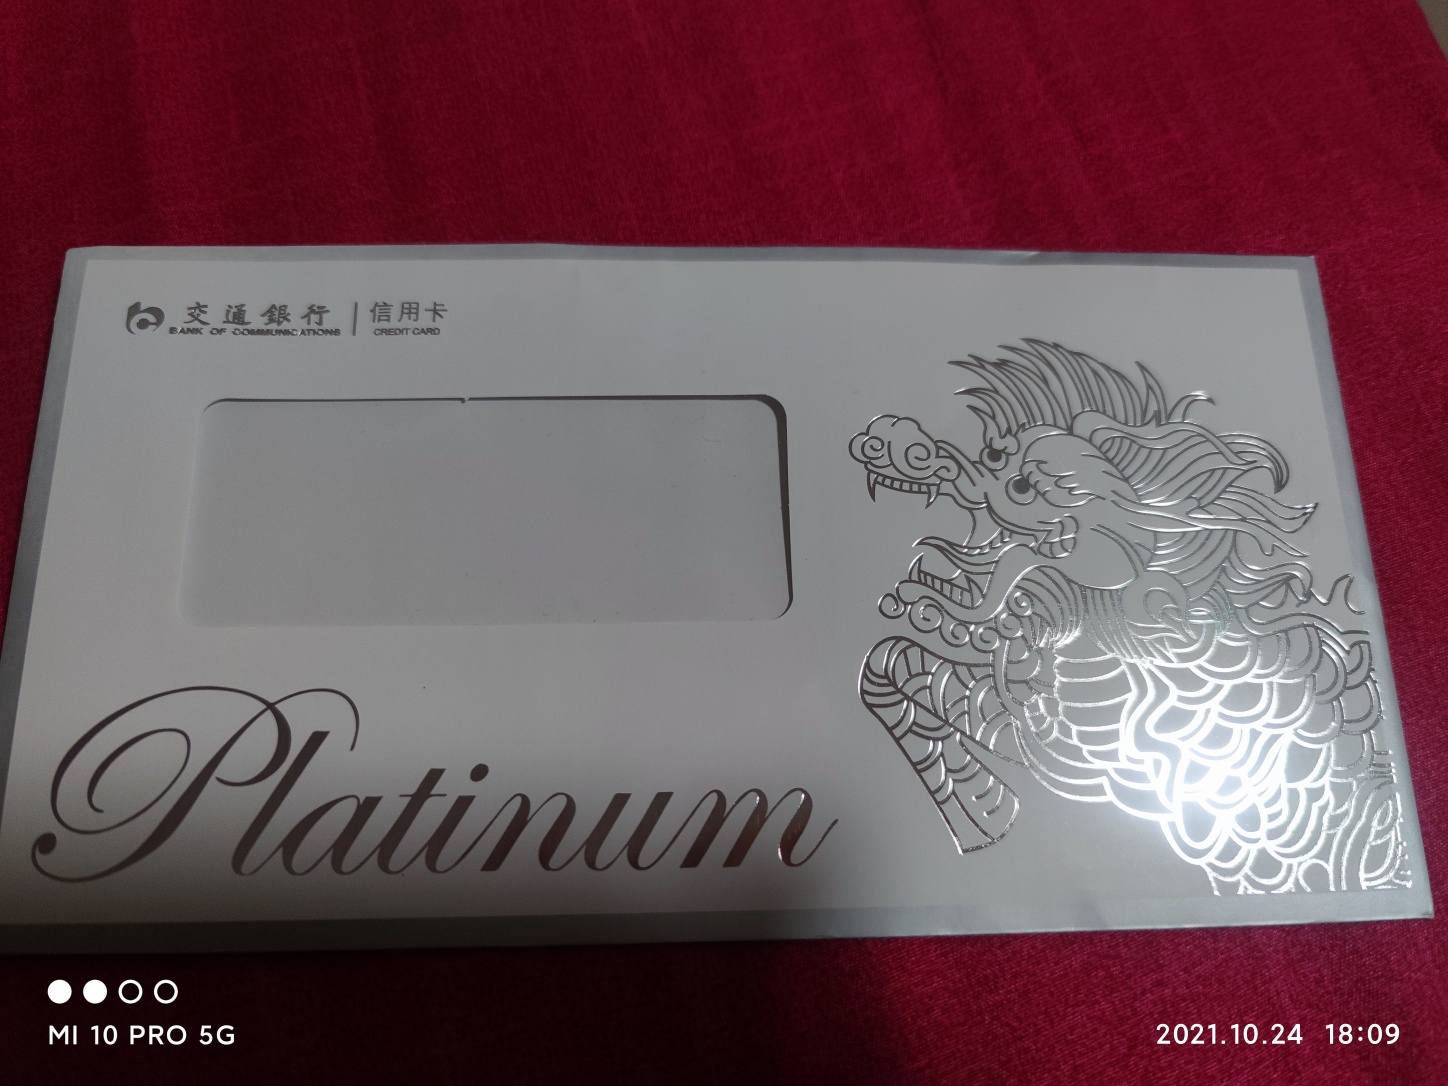 交通銀行 | 信用卡
BANK OF COMMUNICATIONS CREDIT CARD
Platinum
MI 10 PRO 5G
2021.10.24 18:09